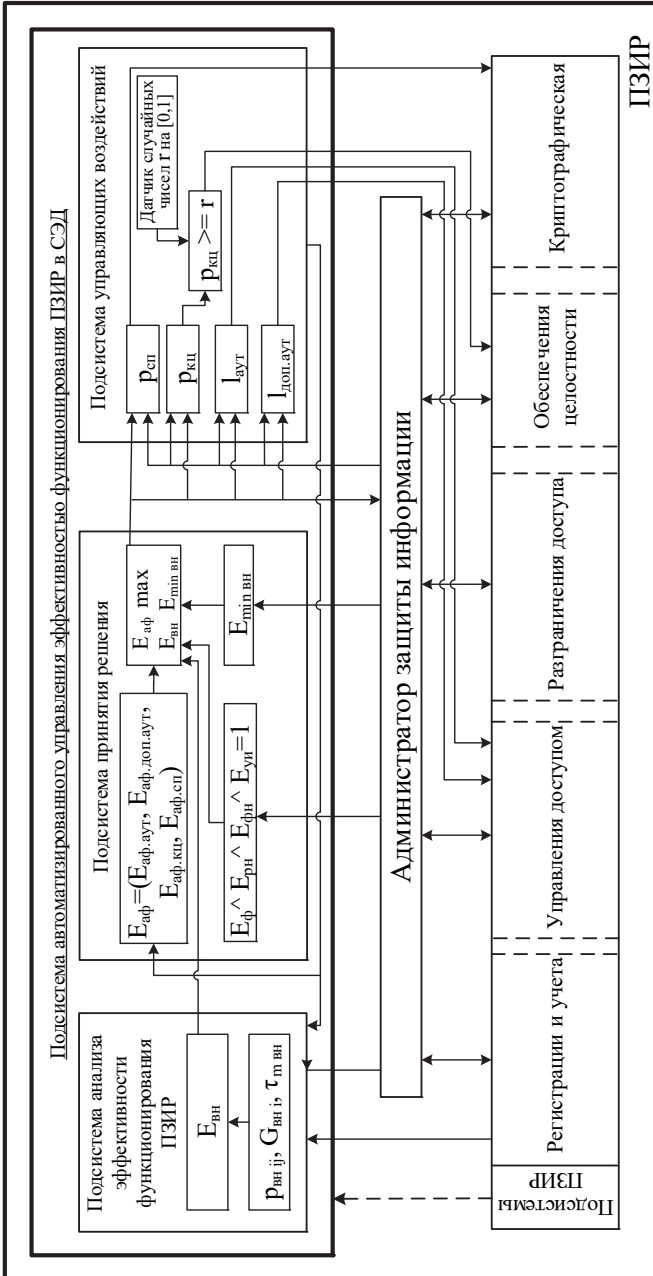 Подсистема автоматизированного управления эффективностью функционирования ПЗИР в СЭД
Подсистема анализа
эффективности
функционирования
ПЗИР
Eвн
pвн ij, Gвн i, τm вн
Подсистема принятия решения
Eаф=(Eаф.аут, Eаф.доп.аут,
Eаф.кц, Eаф.сп)
Eф^ Eрн ^ Eфн ^ Eуи=1
Eаф max
Eвн Emin вн
Emin вн
Подсистема управляющих воздействий
pсп
pкц
lаут
lдоп.аут
Датчик случайных
чисел r на [0,1]
pкц >= r
Администратор защиты информации
Подсистемы
ПЗИР
Регистрации и учета
Управления доступом
Разграничения доступа
Обеспечения
целостности
Криптографическая
ПЗИР